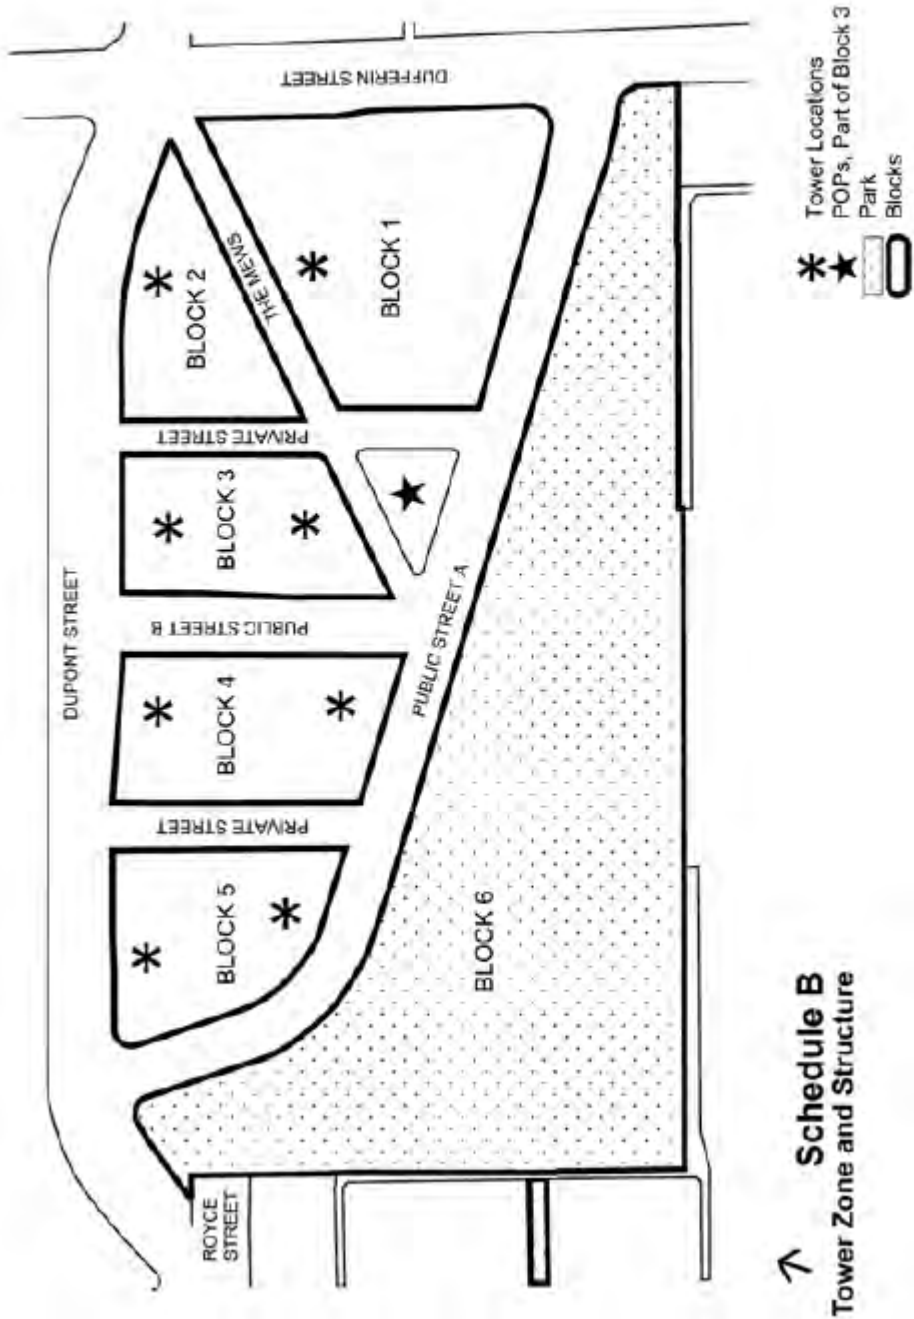 DUPONT STREET
DUFFERIN STREET
BLOCK 2
THE MEWS
BLOCK 1
PRIVATE STREET
BLOCK 3
PUBLIC STREET B
BLOCK 4
PUBLIC STREET A
PRIVATE STREET
BLOCK 5
BLOCK 6
ROYCE
STREET
Tower Locations
POPs, Part of Block 3
Park
Blocks
Schedule B
Tower Zone and Structure